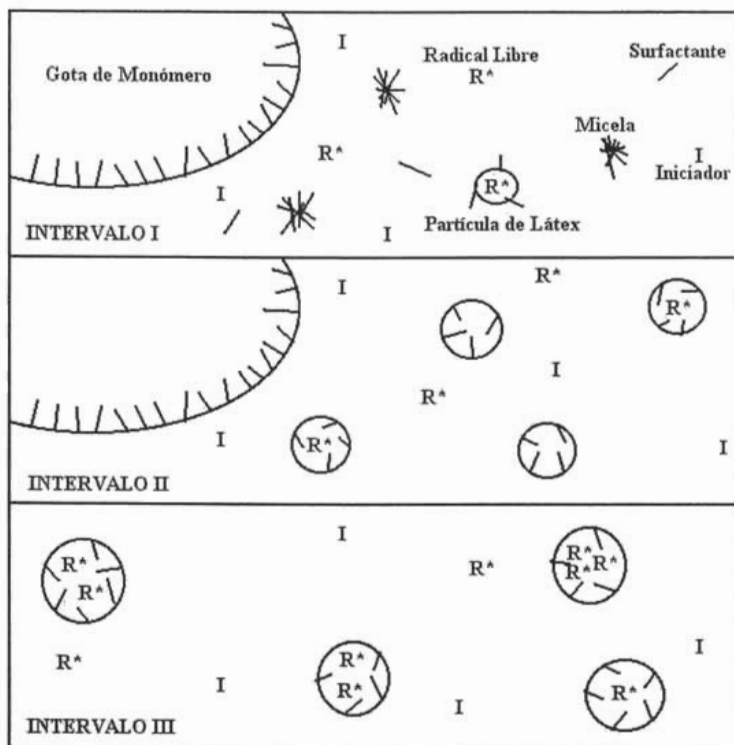 I
Radical Libre
Surfactante
Gota de Monómero
R*
Micela
R*
I
I
R*
Iniciador
Partícula de Látex
INTERVALO I
I
R*
I
R*
I
R*
I
R*
I
INTERVALO II
I
R*
R*
R*
R*
R*
R*
I
R*
R*
I
R*
R*
I
INTERVALO III